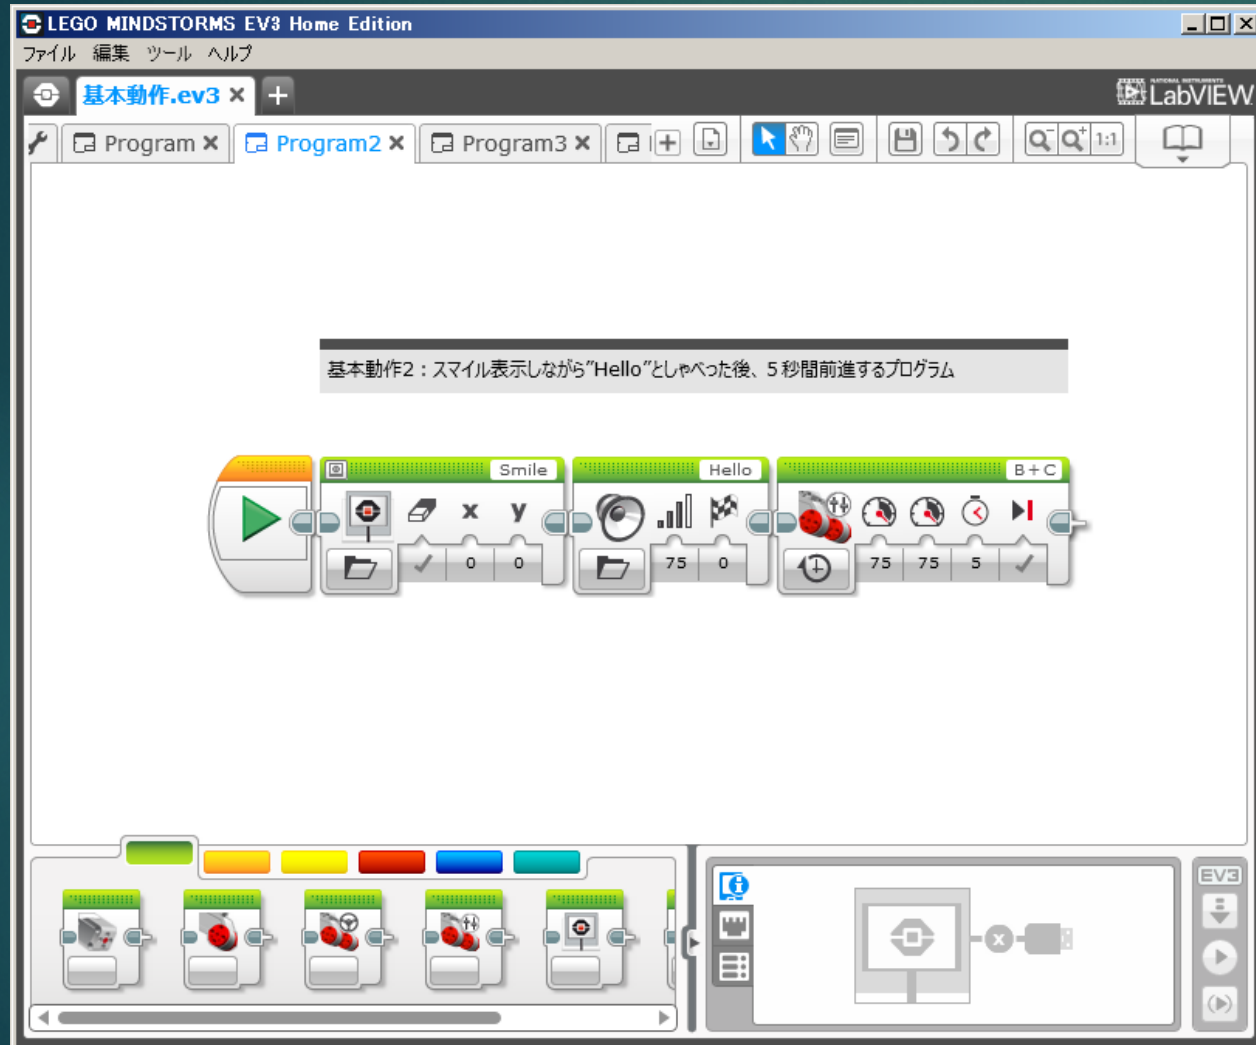 LEGO MINDSTORMS EV3 Home Edition
ファイル 編集 ツール ヘルプ
基本動作.ev3
NATIONAL INSTRUMENTS
LabVIEW
Program Program2 Program3
1:1
基本動作2：スマイル表示しながら"Hello"としゃべった後、5秒間前進するプログラム
Smile Hello B+C
x y
0 0 75 0 75 75 5
EV3